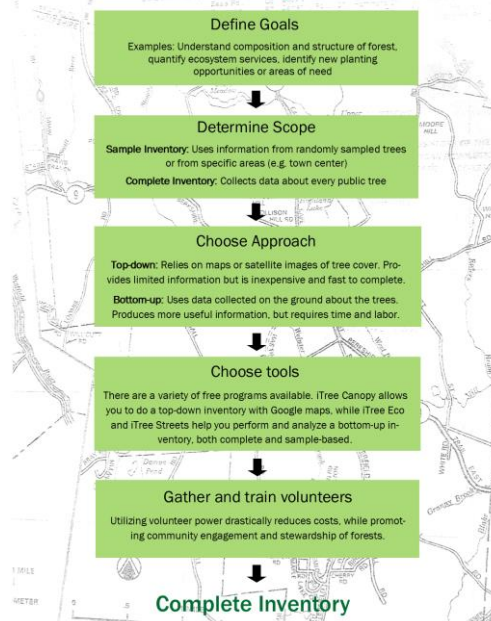 Define Goals
Examples: Understand composition and structure of forest,
quantify ecosystem services, identify new planting
opportunities or areas of need
Determine Scope
Sample Inventory: Uses information from randomly sampled trees
or from specific areas (e.g. town center)
Complete Inventory: Collects data about every public tree
Choose Approach
Top-down: Relies on maps or satellite images of tree cover. Pro-
vides limited information but is inexpensive and fast to complete.
Bottom-up: Uses data collected on the ground about the trees.
Produces more useful information, but requires time and labor.
Choose tools
There are a variety of free programs available. iTree Canopy allows
you to do a top-down inventory with Google maps, while iTree Eco
and iTree Streets help you perform and analyze a bottom-up in-
ventory, both complete and sample-based.
Gather and train volunteers
Utilizing volunteer power drastically reduces costs, while promot-
ing community engagement and stewardship of forests.
Complete Inventory
MOORE
HILL